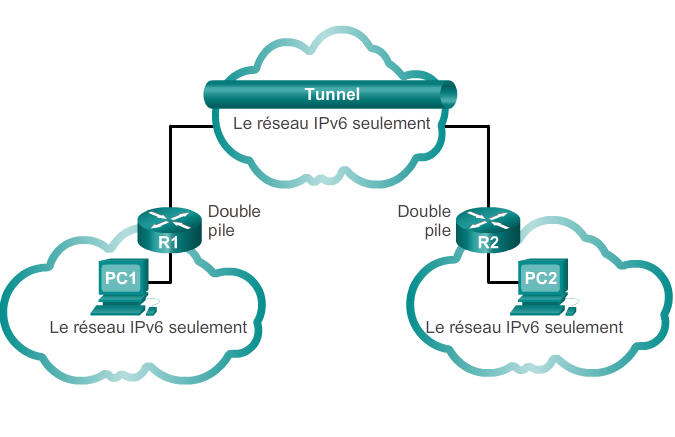 Tunnel
Le réseau IPv6 seulement
Double
pile
R1
Double
pile
R2
PC1
Le réseau IPv6 seulement
PC2
Le réseau IPv6 seulement